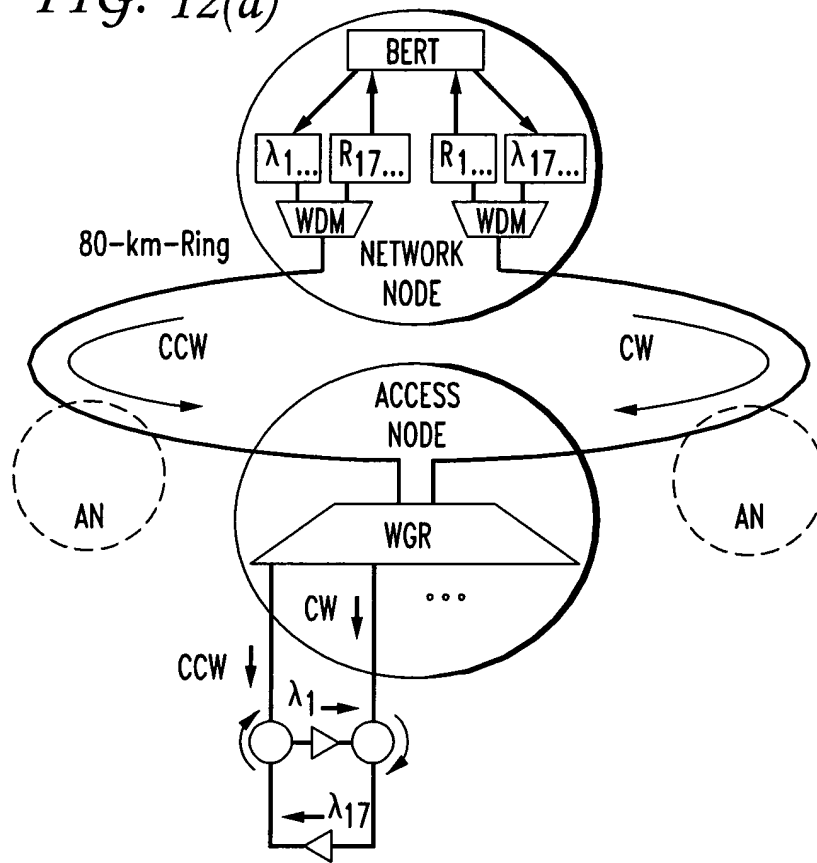 FIG. 12(a)
BERT
λ1... R17... R1... λ17...
WDM WDM
80-km-Ring
NETWORK
NODE
CCW CW
ACCESS
NODE
AN AN
WGR
CW
CCW
λ1
λ17